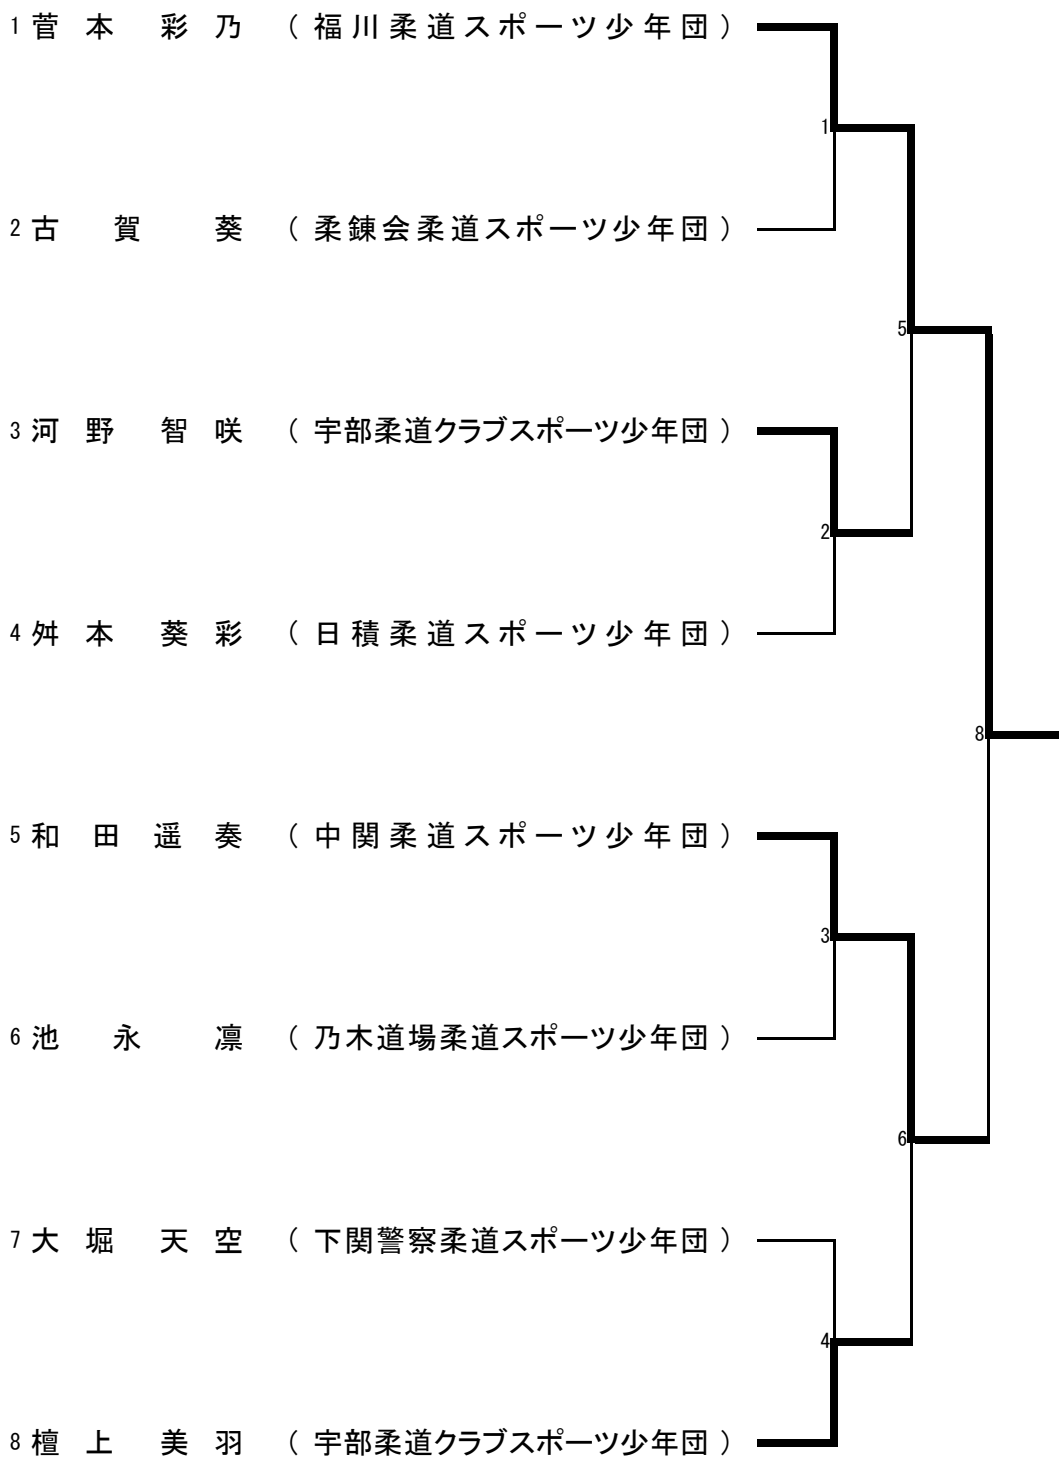 1 菅本 彩乃 （ 福川柔道スポーツ少年団 ）
1
2 古賀 葵 （ 柔錬会柔道スポーツ少年団 ）
5
3 河野 智咲 （ 宇部柔道クラブスポーツ少年団 ）
2
4 舛本 葵彩 （ 日積柔道スポーツ少年団 ）
8
5 和田 遥奏 （ 中関柔道スポーツ少年団 ）
3
6 池永 凛 （ 乃木道場柔道スポーツ少年団 ）
6
7 大堀 天空 （ 下関警察柔道スポーツ少年団 ）
4
8 檀上 美羽 （ 宇部柔道クラブスポーツ少年団 ）